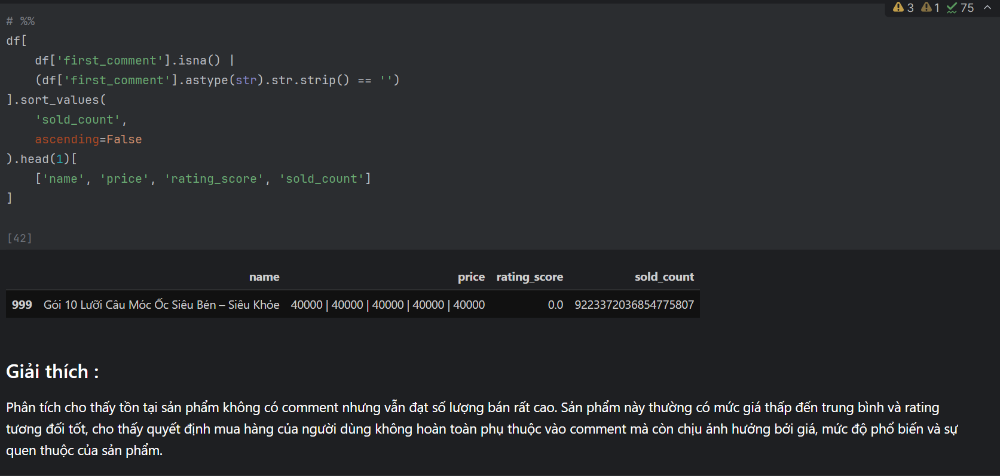 3 1 75
# %%
df[
    df['first_comment'].isna() |
    (df['first_comment'].astype(str).str.strip() == '')
].sort_values(
    'sold_count',
    ascending=False
).head(1)[
    ['name', 'price', 'rating_score', 'sold_count']
]
[42]
name price rating_score sold_count
999 Gói 10 Lưỡi Câu Móc Ốc Siêu Bén – Siêu Khỏe 40000 | 40000 | 40000 | 40000 | 40000 0.0 9223372036854775807
Giải thích :
Phân tích cho thấy tồn tại sản phẩm không có comment nhưng vẫn đạt số lượng bán rất cao. Sản phẩm này thường có mức giá thấp đến trung bình và rating
tương đối tốt, cho thấy quyết định mua hàng của người dùng không hoàn toàn phụ thuộc vào comment mà còn chịu ảnh hưởng bởi giá, mức độ phổ biến và sự
quen thuộc của sản phẩm.